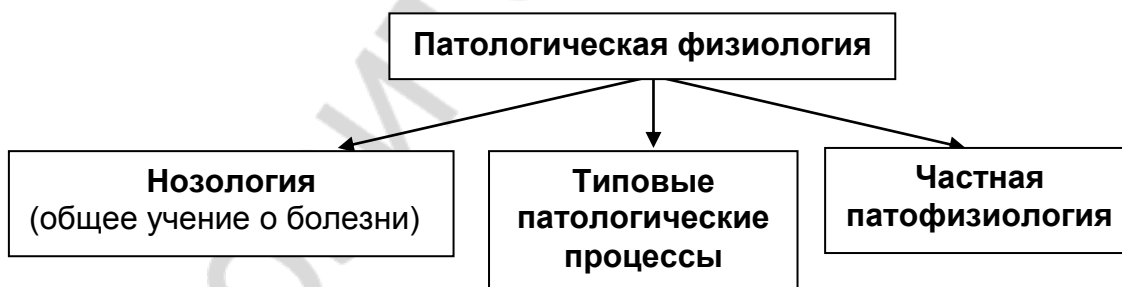 Патологическая физиология
Нозология
(общее учение о болезни)
Типовые
патологические
процессы
Частная
патофизиология